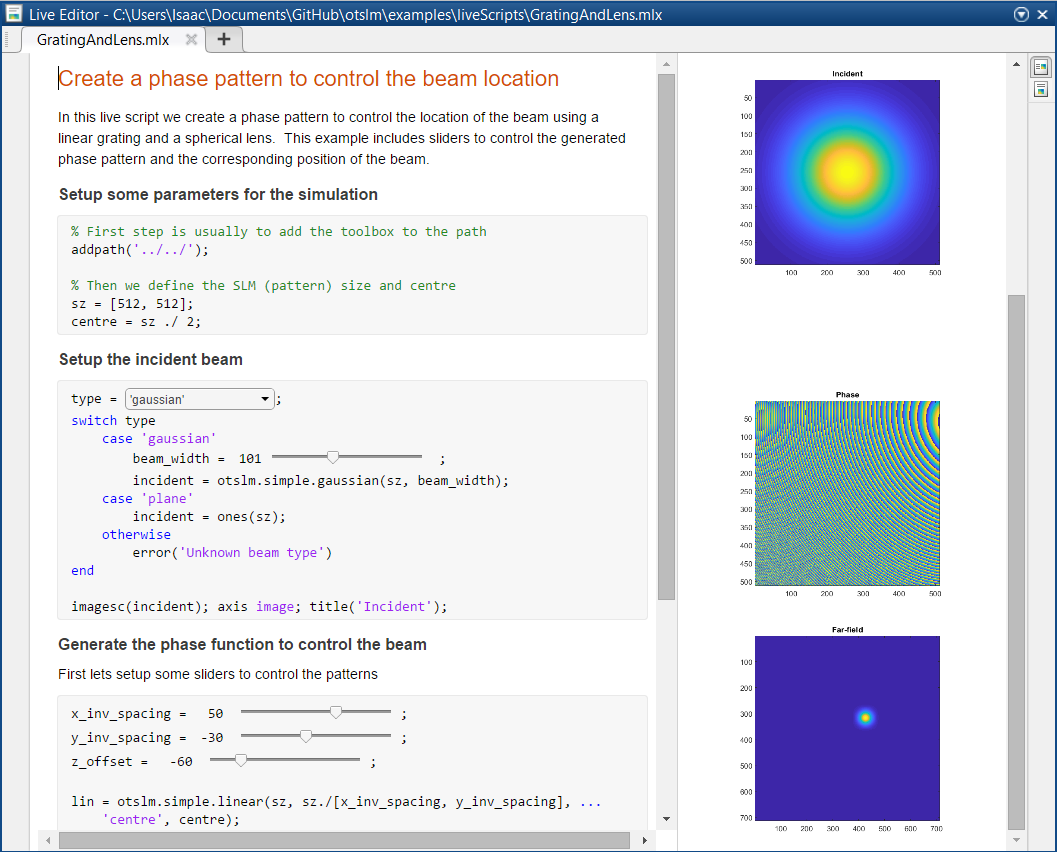 Live Editor - C:\Users\Isaac\Documents\GitHub\otslm\examples\liveScripts\GratingAndLens.mlx
GratingAndLens.mlx
Create a phase pattern to control the beam location
In this live script we create a phase pattern to control the location of the beam using a
linear grating and a spherical lens.  This example includes sliders to control the generated
phase pattern and the corresponding position of the beam.
Setup some parameters for the simulation
% First step is usually to add the toolbox to the path
addpath('../../');
% Then we define the SLM (pattern) size and centre
sz = [512, 512];
centre = sz ./ 2;
Setup the incident beam
type = 'gaussian' ;
switch type
case 'gaussian'
beam_width = 101 ;
incident = otslm.simple.gaussian(sz, beam_width);
case 'plane'
incident = ones(sz);
otherwise
error('Unknown beam type')
end
imagesc(incident); axis image; title('Incident');
Generate the phase function to control the beam
First lets setup some sliders to control the patterns
x_inv_spacing = 50 ;
y_inv_spacing = -30 ;
z_offset = -60 ;
lin = otslm.simple.linear(sz, sz./[x_inv_spacing, y_inv_spacing], ...
'centre', centre);
Incident
50
100
150
200
250
300
350
400
450
500
100 200 300 400 500
Phase
50
100
150
200
250
300
350
400
450
500
100 200 300 400 500
Far-field
100
200
300
400
500
600
700
100 200 300 400 500 600 700